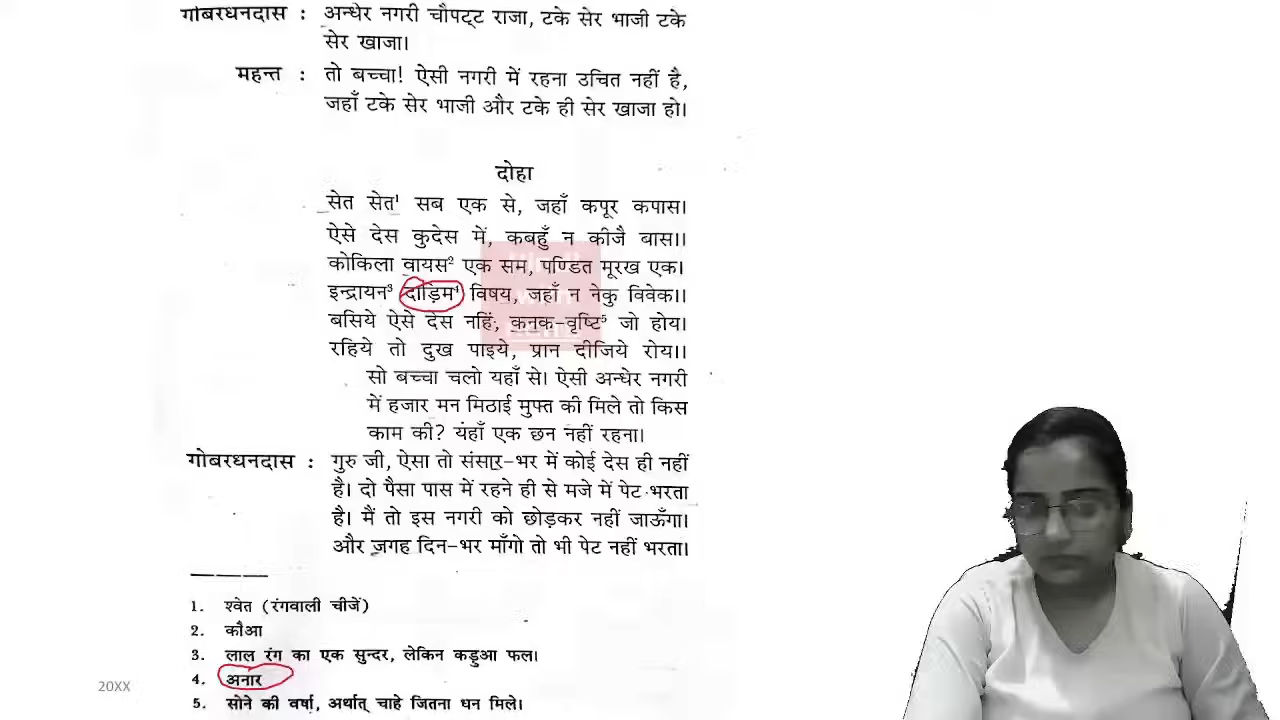 गोबरधनदास : अन्धेर नगरी चौपट्ट राजा, टके सेर भाजी टके
सेर खाजा।
महन्त : तो बच्चा! ऐसी नगरी में रहना उचित नहीं है,
जहाँ टके सेर भाजी और टके ही सेर खाजा हो।
दोहा
सेत सेत¹ सब एक से, जहाँ कपूर कपास।
ऐसे देस कुदेस में, कबहुँ न कीजै बास।।
कोकिला वायस² एक सम, पण्डित मूरख एक।
इन्द्रायन³ दाड़िम⁴ विषय, जहाँ न नेकु विवेक।।
बसिये ऐसे देस नहिं, कनक-वृष्टि⁵ जो होय।
रहिये तो दुख पाइये, प्रान दीजिये रोय।।
सो बच्चा चलो यहाँ से। ऐसी अन्धेर नगरी
में हजार मन मिठाई मुफ्त की मिले तो किस
काम की? यंहाँ एक छन नहीं रहना।
गोबरधनदास : गुरु जी, ऐसा तो संसार-भर में कोई देस ही नहीं
है। दो पैसा पास में रहने ही से मजे में पेट भरता
है। मैं तो इस नगरी को छोड़कर नहीं जाऊँगा।
और जगह दिन-भर माँगो तो भी पेट नहीं भरता।
1. श्वेत (रंगवाली चीजें)
2. कौआ
3. लाल रंग का एक सुन्दर, लेकिन कड़ुआ फल।
4. अनार
5. सोने की वर्षा, अर्थात् चाहे जितना धन मिले।
20XX